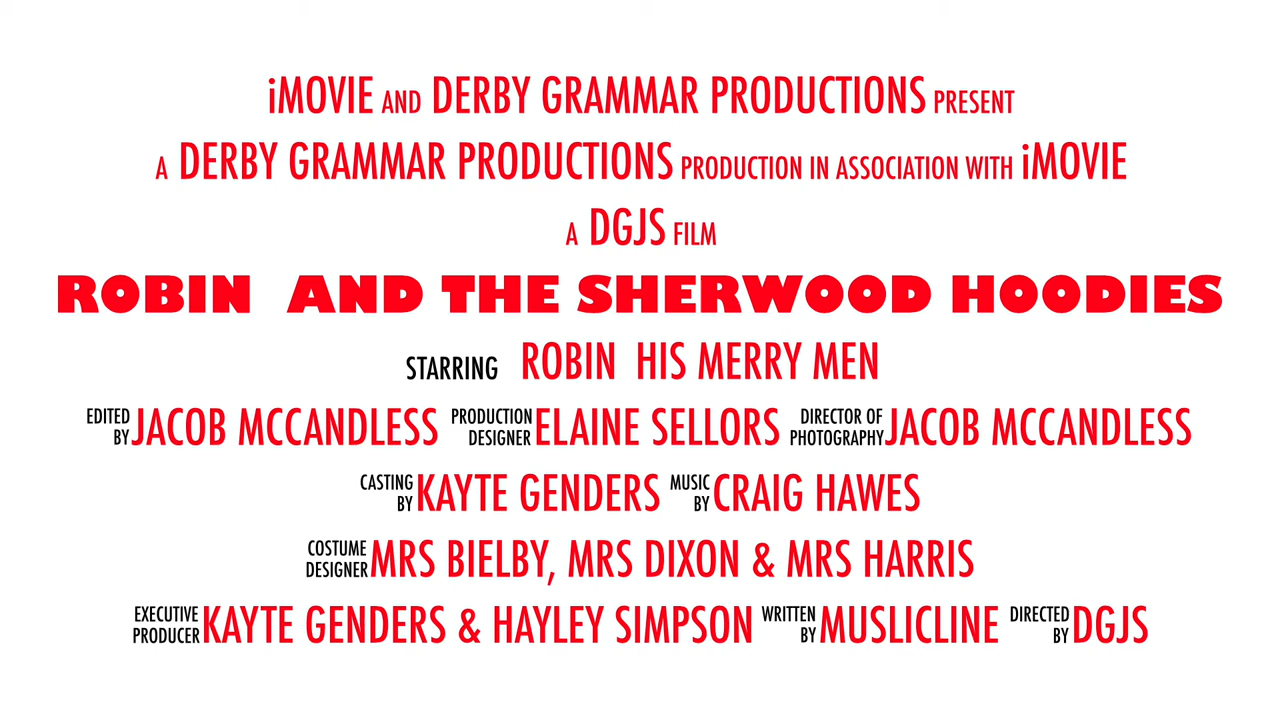 iMOVIE AND DERBY GRAMMAR PRODUCTIONS PRESENT
A DERBY GRAMMAR PRODUCTIONS PRODUCTION IN ASSOCIATION WITH iMOVIE
A DGJS FILM
ROBIN AND THE SHERWOOD HOODIES
STARRING ROBIN HIS MERRY MEN
EDITED BY JACOB MCCANDLESS PRODUCTION DESIGNER ELAINE SELLORS DIRECTOR OF PHOTOGRAPHY JACOB MCCANDLESS
CASTING BY KAYTE GENDERS MUSIC BY CRAIG HAWES
COSTUME DESIGNER MRS BIELBY, MRS DIXON & MRS HARRIS
EXECUTIVE PRODUCER KAYTE GENDERS & HAYLEY SIMPSON WRITTEN BY MUSLICLINE DIRECTED BY DGJS